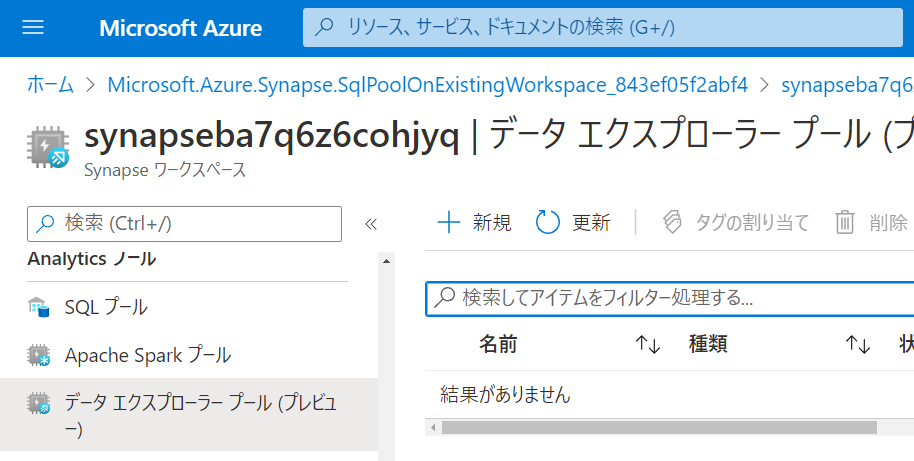 Microsoft Azure
リソース、サービス、ドキュメントの検索 (G+/)
ホーム > Microsoft.Azure.Synapse.SqlPoolOnExistingWorkspace_843ef05f2abf4 > synapseba7q6
synapseba7q6z6cohjyq | データ エクスプローラー プール (プ
Synapse ワークスペース
検索 (Ctrl+/)
«
新規 更新 タグの割り当て 削除
Analytics ノール
検索してアイテムをフィルター処理する...
SQL プール
名前 種類 状
Apache Spark プール
結果がありません
データ エクスプローラー プール (プレビュ
ー)